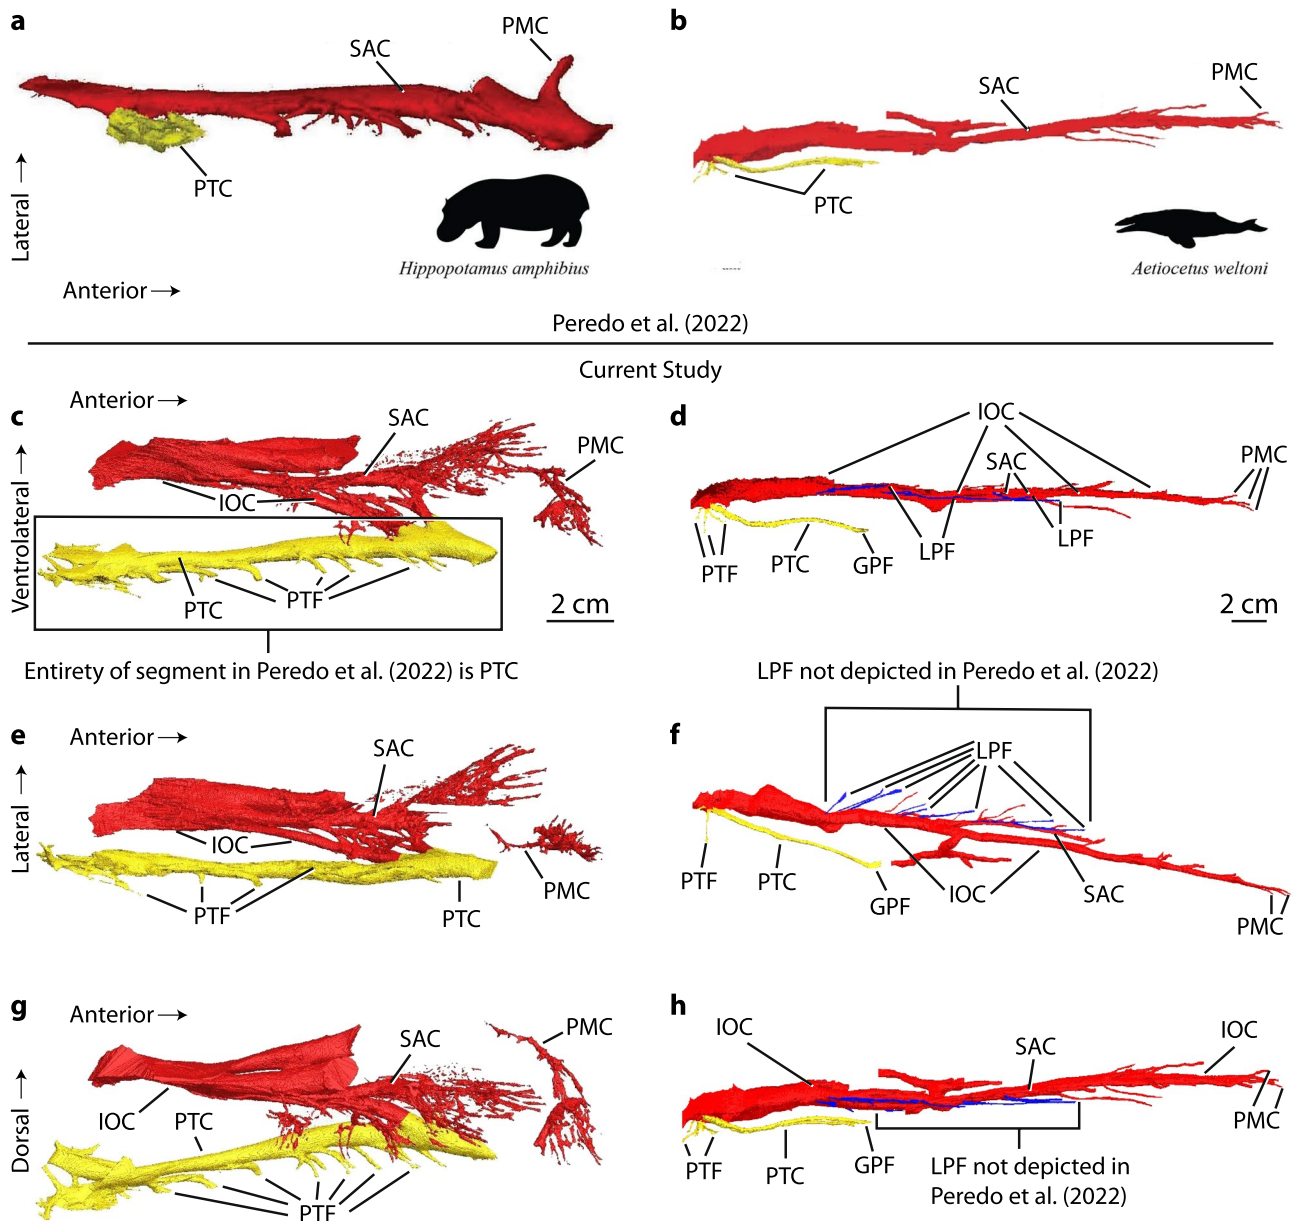 a
PMC
SAC
PTC
Lateral
Hippopotamus amphibius
Anterior
b
PMC
SAC
PTC
Aetiocetus weltoni
Peredo et al. (2022)
Current Study
c
Anterior
SAC
PMC
IOC
Ventrolateral
PTF
PTC
2 cm
Entirety of segment in Peredo et al. (2022) is PTC
d
IOC
SAC
PMC
LPF
LPF
PTF
PTC
GPF
2 cm
LPF not depicted in Peredo et al. (2022)
e
Anterior
SAC
Lateral
IOC
PMC
PTF
PTC
f
LPF
PTF
PTC
GPF
IOC
SAC
PMC
g
Anterior
PMC
SAC
IOC
PTC
Dorsal
PTF
h
IOC
IOC
SAC
PMC
PTF
PTC
GPF
LPF not depicted in
Peredo et al. (2022)